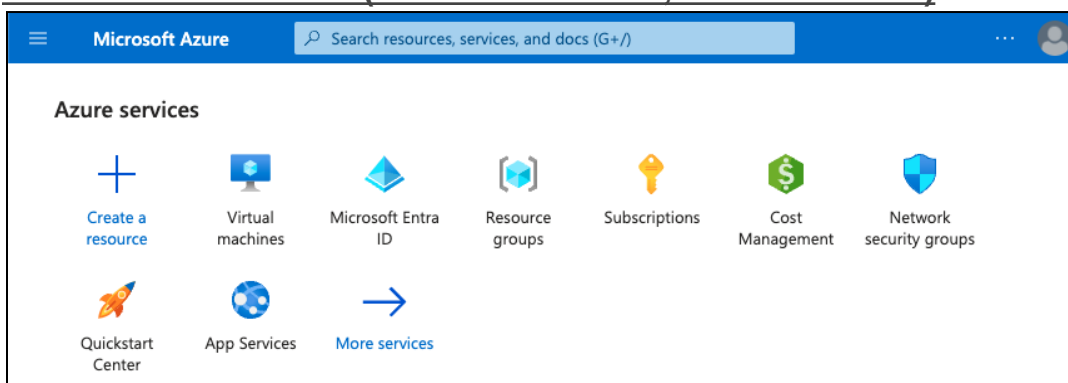 Microsoft Azure
Search resources, services, and docs (G+/)
Azure services
Create a
resource
Virtual
machines
Microsoft Entra
ID
Resource
groups
Subscriptions
Cost
Management
Network
security groups
Quickstart
Center
App Services
More services